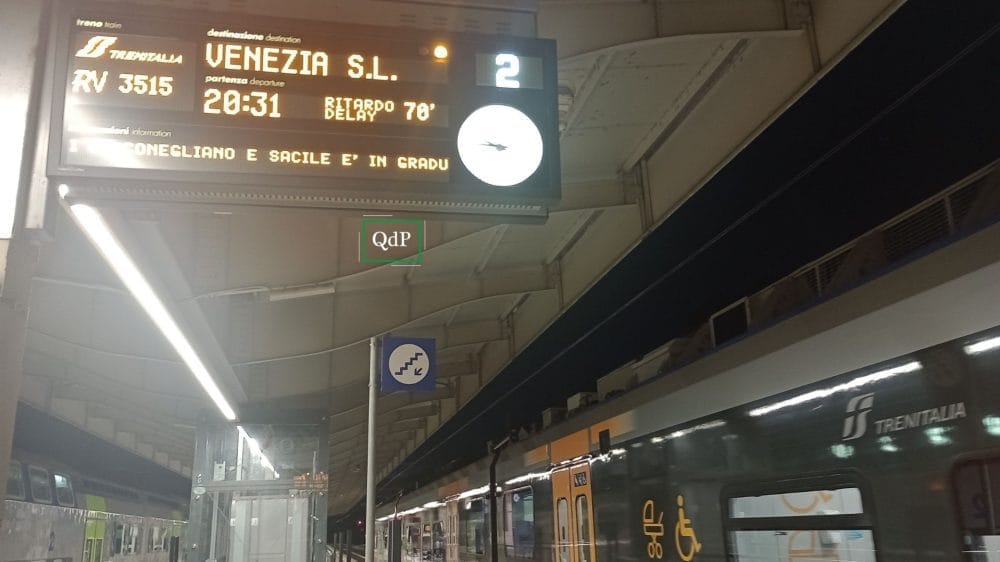 treno train
TRENITALIA
RV 3515
destinazione destination
VENEZIA S.L.
partenza departure
20:31
RITARDO
DELAY 70'
2
information
CONEGLIANO E SACILE E' IN GRADU
QdP
TRENITALIA